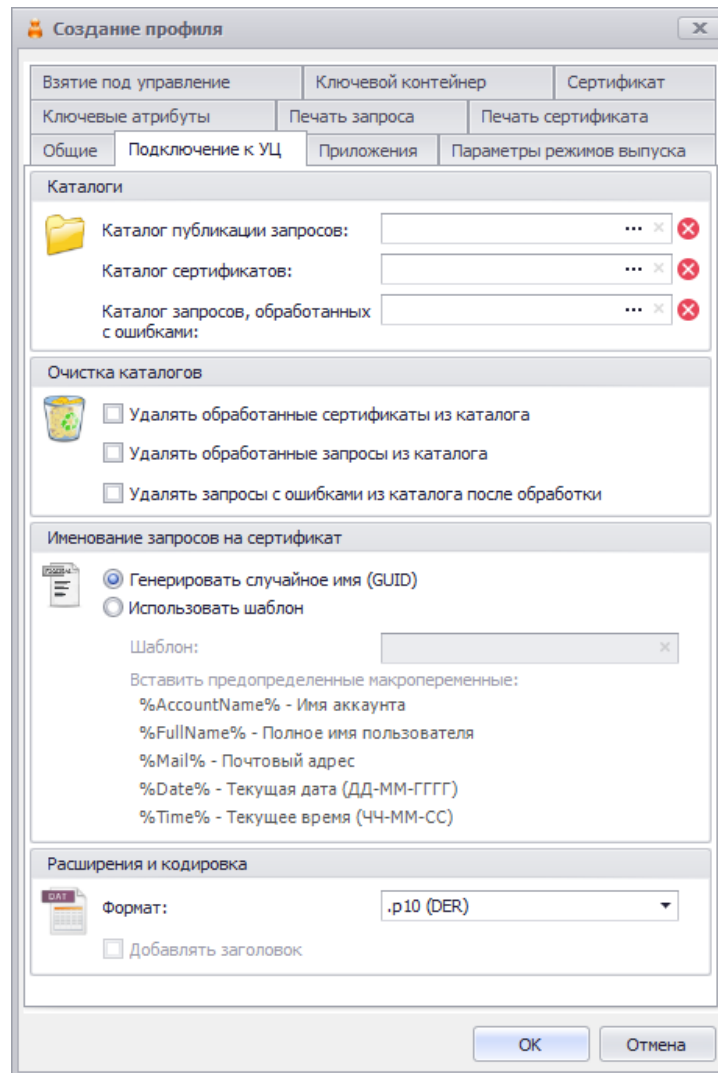 Создание профиля
Взятие под управление
Ключевой контейнер
Сертификат
Ключевые атрибуты
Печать запроса
Печать сертификата
Общие
Подключение к УЦ
Приложения
Параметры режимов выпуска
Каталоги
Каталог публикации запросов:
Каталог сертификатов:
Каталог запросов, обработанных
с ошибками:
Очистка каталогов
Удалять обработанные сертификаты из каталога
Удалять обработанные запросы из каталога
Удалять запросы с ошибками из каталога после обработки
Именование запросов на сертификат
Генерировать случайное имя (GUID)
Использовать шаблон
Шаблон:
Вставить предопределенные макропеременные:
%AccountName% - Имя аккаунта
%FullName% - Полное имя пользователя
%Mail% - Почтовый адрес
%Date% - Текущая дата (ДД-ММ-ГГГГ)
%Time% - Текущее время (ЧЧ-ММ-СС)
Расширения и кодировка
DAT
Формат:
.p10 (DER)
Добавлять заголовок
ОК
Отмена